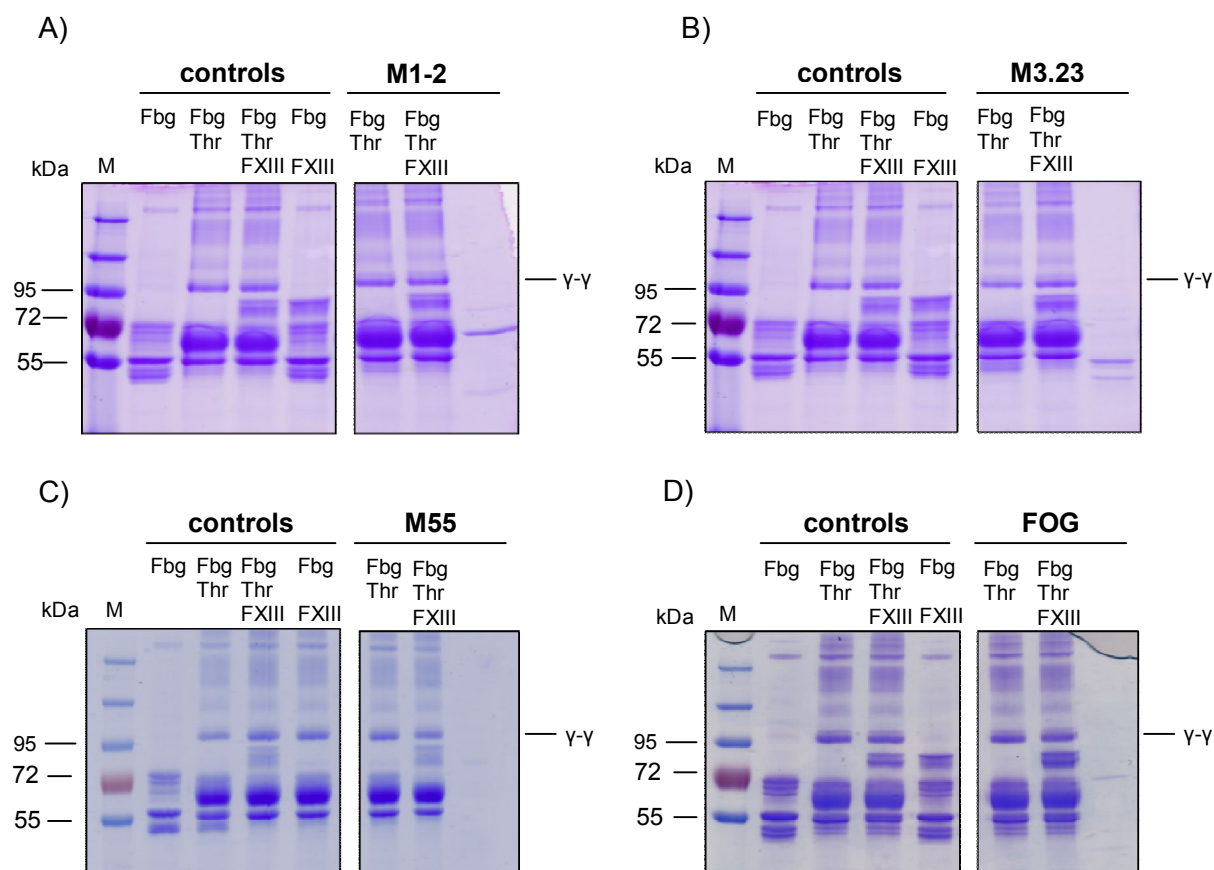 A)
controls
M1-2
Fbg Fbg Fbg Fbg Fbg Fbg
Thr Thr Thr Thr
kDa M FXIII FXIII FXIII
95
72
55
γ-γ
B)
controls
M3.23
Fbg Fbg Fbg Fbg Fbg Fbg
Thr Thr Thr Thr
kDa M FXIII FXIII FXIII
95
72
55
γ-γ
C)
controls
M55
Fbg Fbg Fbg Fbg Fbg Fbg
Thr Thr Thr Thr
kDa M FXIII FXIII FXIII
95
72
55
γ-γ
D)
controls
FOG
Fbg Fbg Fbg Fbg Fbg Fbg
Thr Thr Thr Thr
kDa M FXIII FXIII FXIII
95
72
55
γ-γ